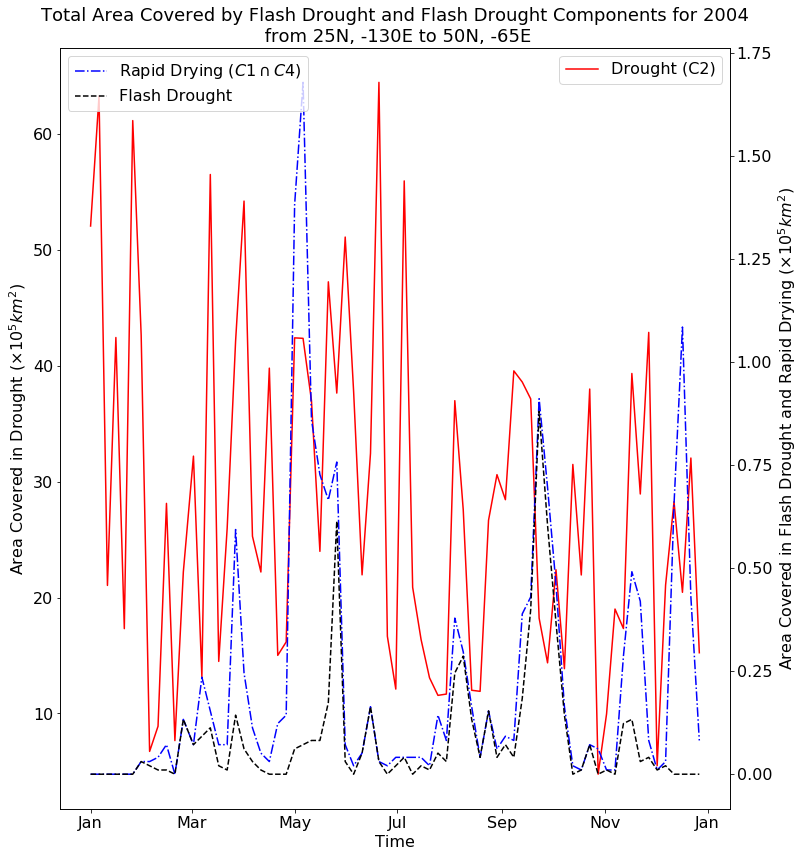 Total Area Covered by Flash Drought and Flash Drought Components for 2004
from 25N, -130E to 50N, -65E
Rapid Drying (C1 ∩ C4)
Flash Drought
Drought (C2)
Area Covered in Drought (×10⁵km²)
60
50
40
30
20
10
Area Covered in Flash Drought and Rapid Drying (×10⁵km²)
1.75
1.50
1.25
1.00
0.75
0.50
0.25
0.00
Jan Mar May Jul Sep Nov Jan
Time